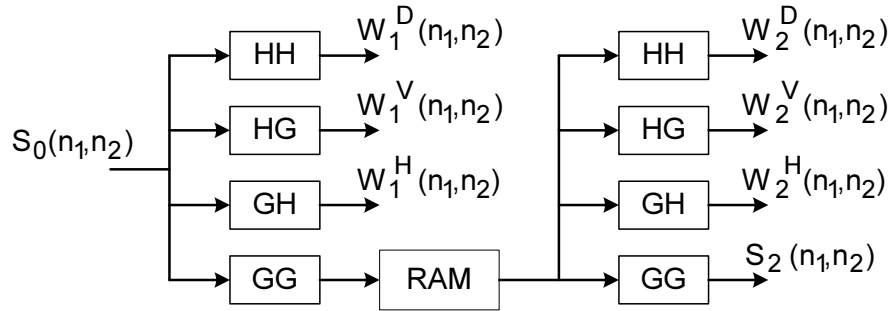 HH W₁ᴰ(n₁,n₂) HH W₂ᴰ(n₁,n₂)
HG W₁ⱽ(n₁,n₂) HG W₂ⱽ(n₁,n₂)
S₀(n₁,n₂)
GH W₁ᴴ(n₁,n₂) GH W₂ᴴ(n₁,n₂)
GG RAM GG S₂(n₁,n₂)